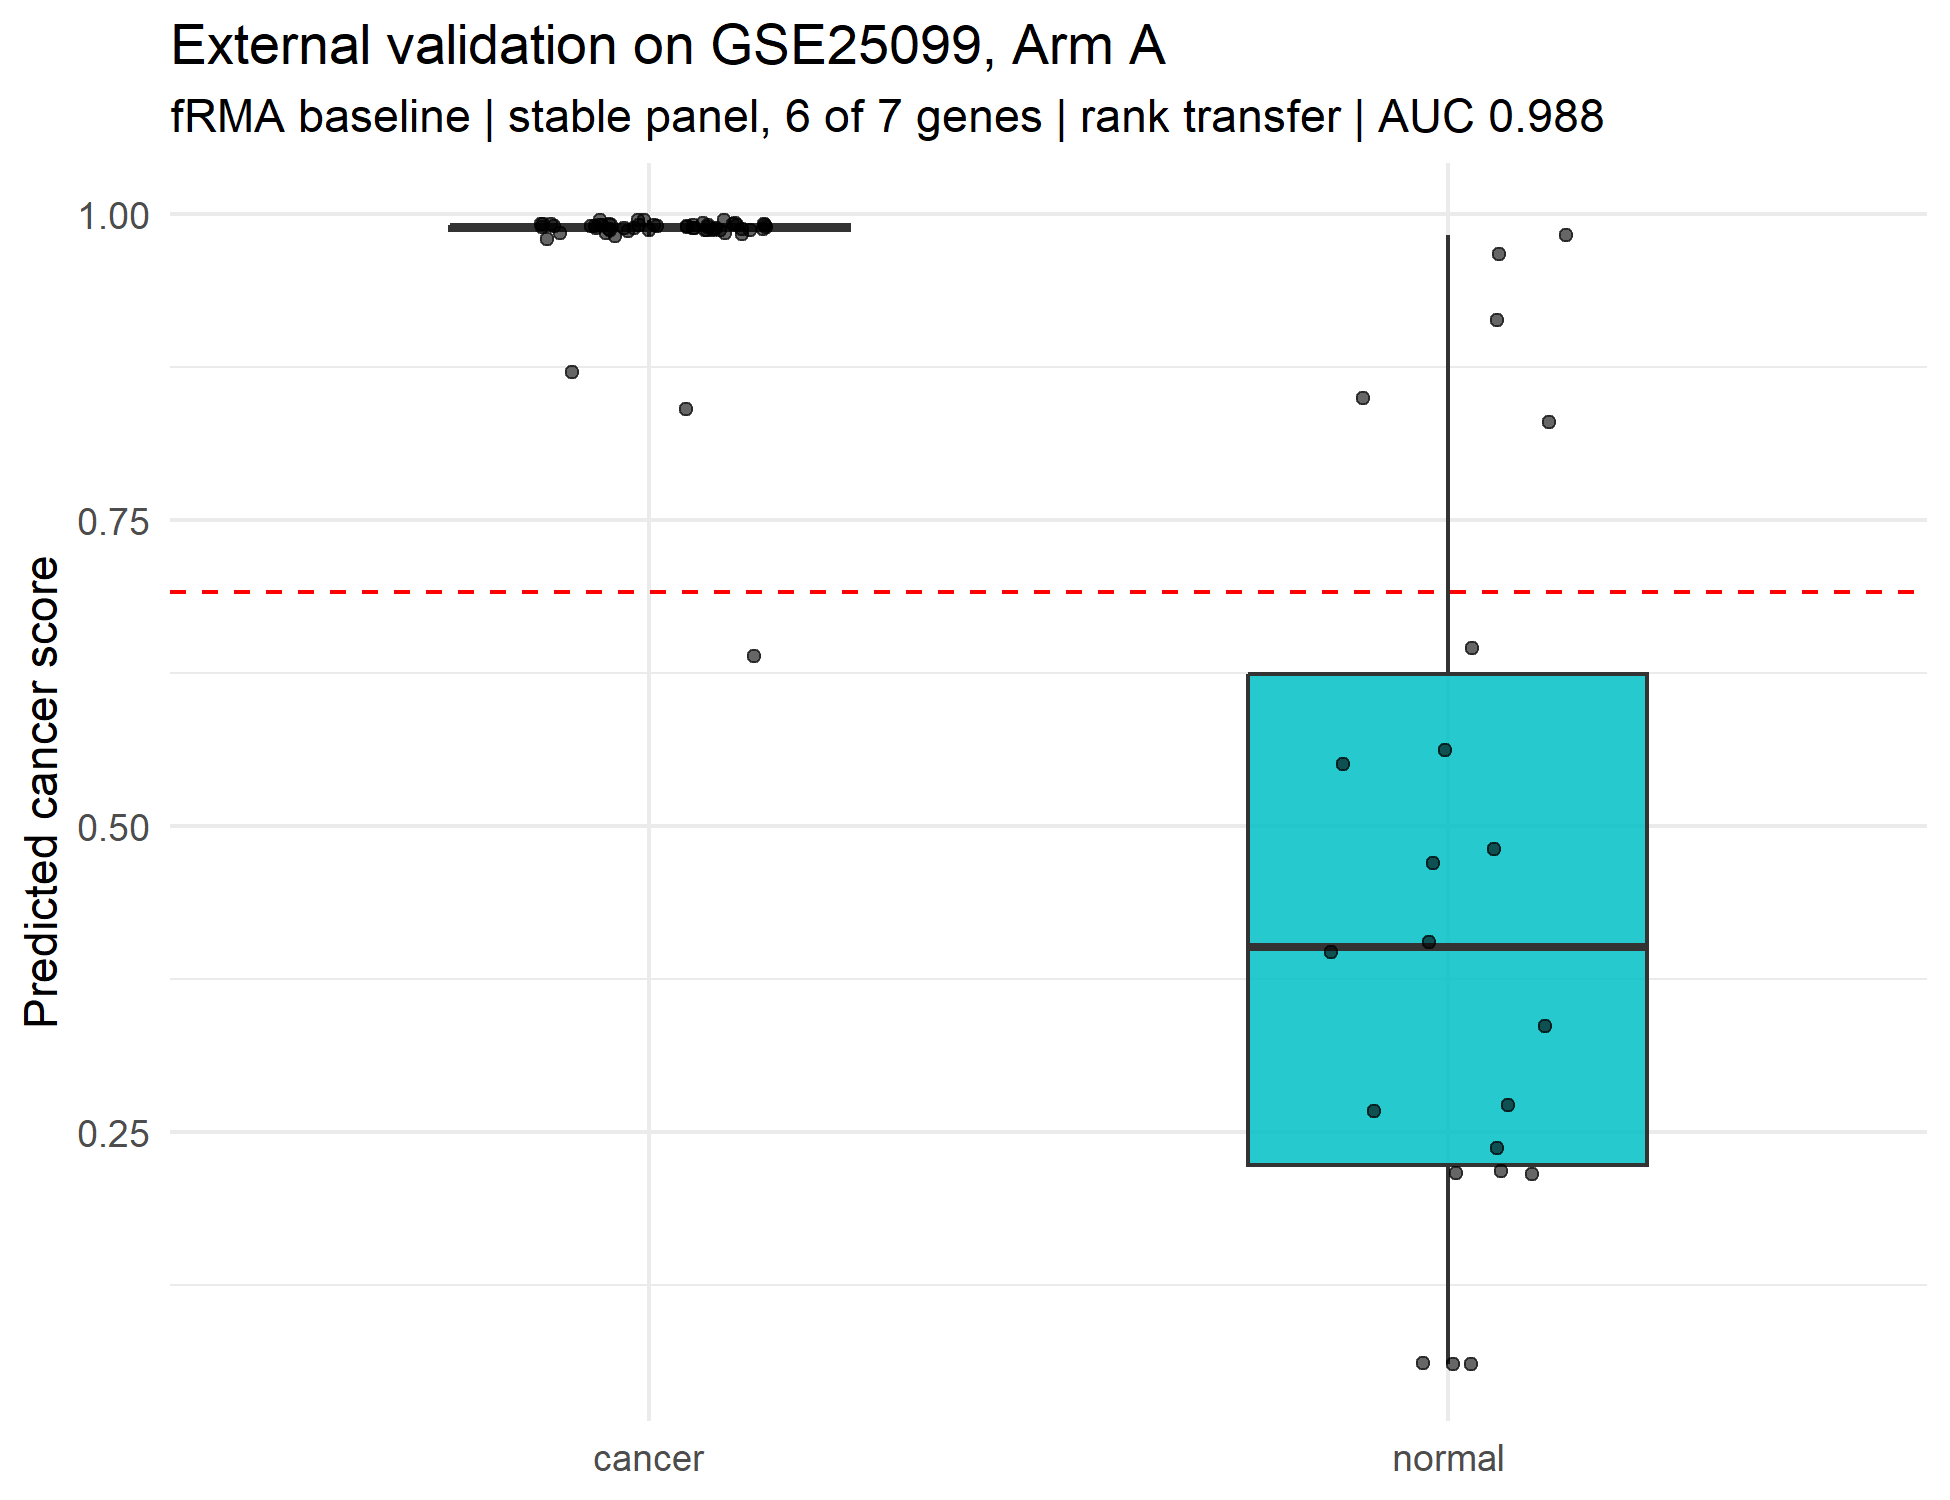 External validation on GSE25099, Arm A
fRMA baseline | stable panel, 6 of 7 genes | rank transfer | AUC 0.988
Predicted cancer score
1.00
0.75
0.50
0.25
cancer
normal